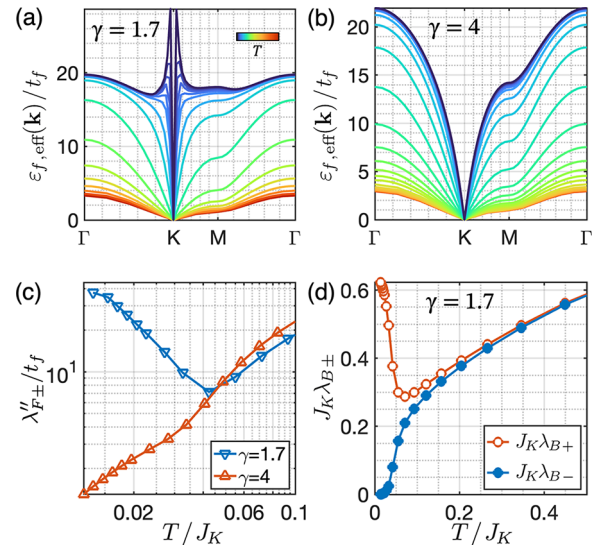 (a)
γ = 1.7
T
ε_{f,eff}(k)/t_f
20
10
0
Γ K M Γ
(b)
γ = 4
ε_{f,eff}(k)/t_f
20
15
10
5
0
Γ K M Γ
(c)
λ''_{F±}/t_f
10^1
γ=1.7
γ=4
0.02 0.06 0.1
T/J_K
(d)
γ = 1.7
J_K λ_{B±}
0.6
0.4
0.2
0
J_K λ_{B+}
J_K λ_{B−}
0 0.2 0.4
T/J_K